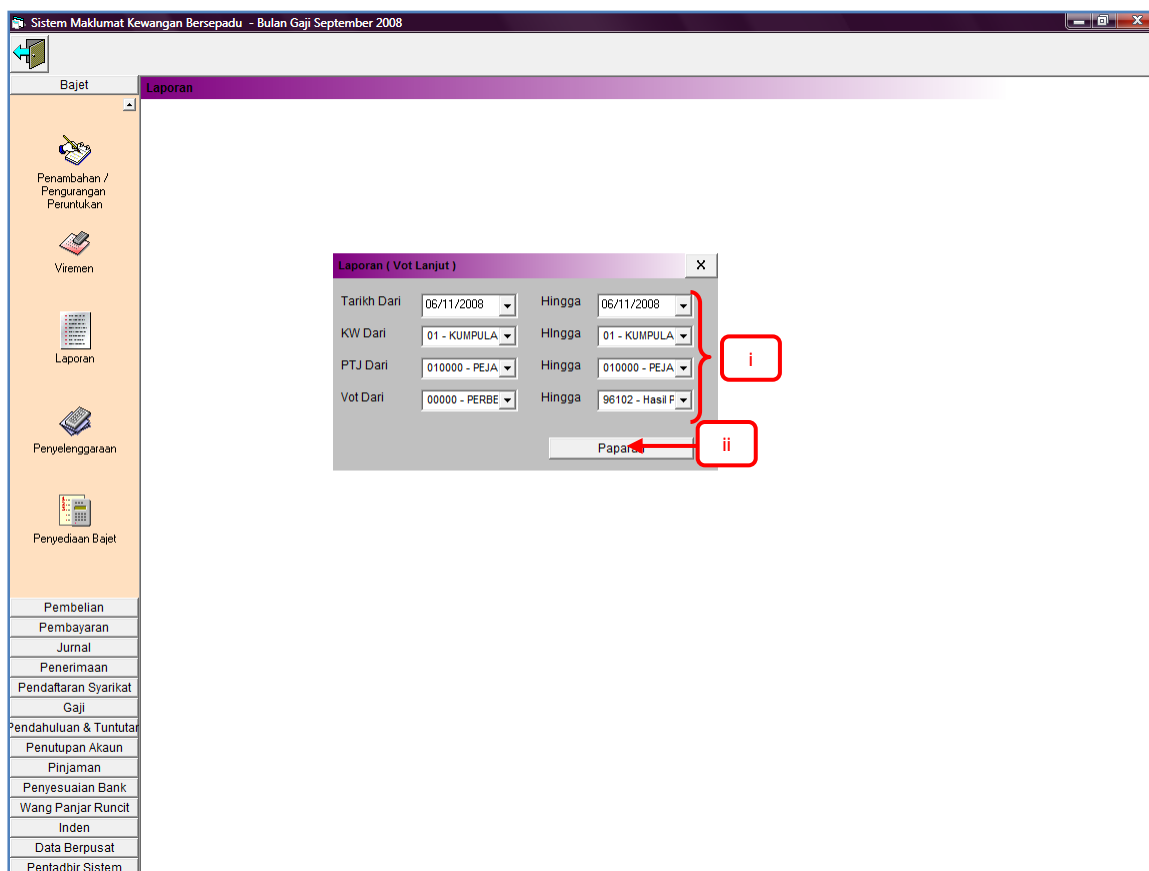 Sistem Maklumat Kewangan Bersepadu - Bulan Gaji September 2008
Bajet
Laporan
Penambahan /
Pengurangan
Peruntukan
Viremen
Laporan
Penyelenggaraan
Penyediaan Bajet
Laporan ( Vot Lanjut )
X
Tarikh Dari 06/11/2008 Hingga 06/11/2008
KW Dari 01 - KUMPULA HIngga 01 - KUMPULA
PTJ Dari 010000 - PEJA Hingga 010000 - PEJA
Vot Dari 00000 - PERBE Hingga 96102 - Hasil P
i
ii
Pembelian
Pembayaran
Jurnal
Penerimaan
Pendaftaran Syarikat
Gaji
Pendahuluan & Tuntutan
Penutupan Akaun
Pinjaman
Penyesuaian Bank
Wang Panjar Runcit
Inden
Data Berpusat
Pentadbir Sistem